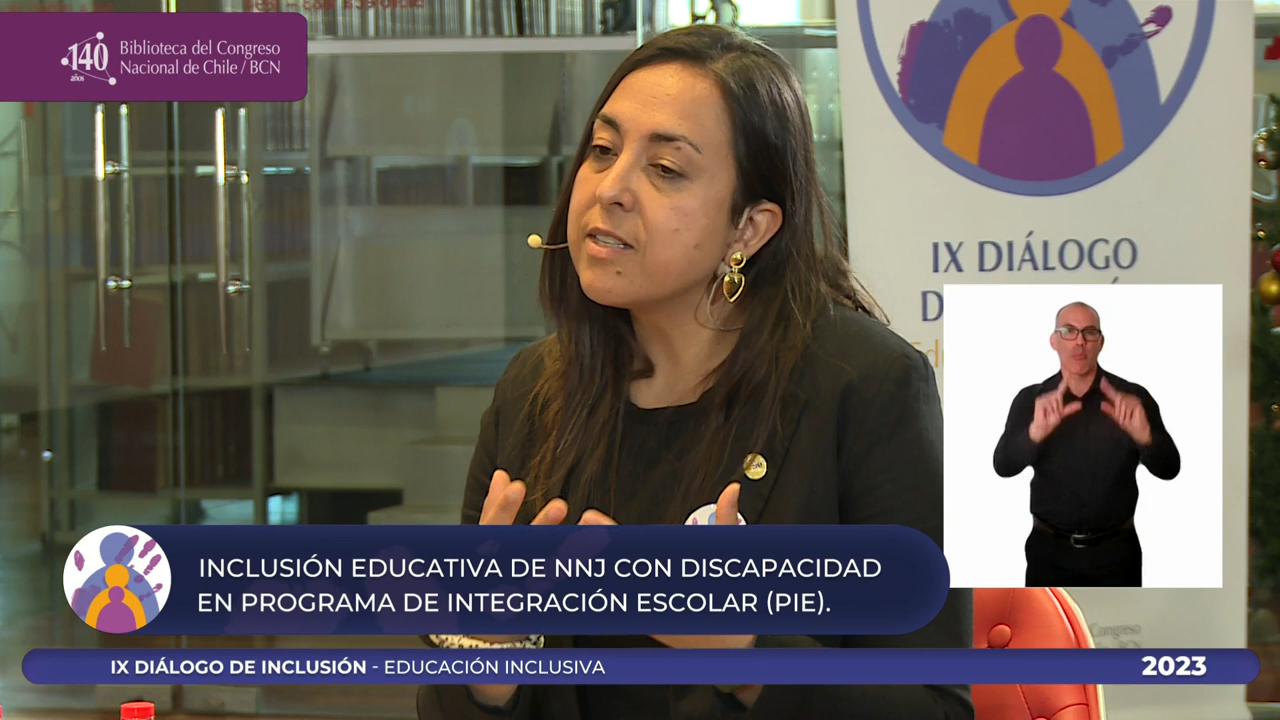 140
años
Biblioteca del Congreso
Nacional de Chile / BCN
IX DIÁLOGO
INCLUSIÓN EDUCATIVA DE NNJ CON DISCAPACIDAD
EN PROGRAMA DE INTEGRACIÓN ESCOLAR (PIE).
Congreso
IX DIÁLOGO DE INCLUSIÓN - EDUCACIÓN INCLUSIVA
2023